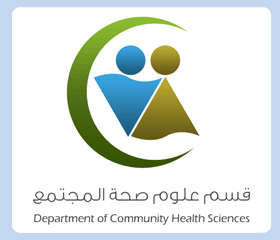 قسم علوم صحة المجتمع
Department of Community Health Sciences